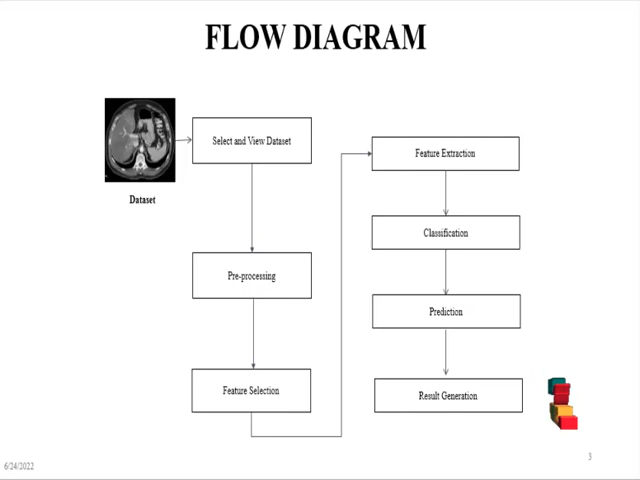 FLOW DIAGRAM
Dataset
Select and View Dataset
Pre-processing
Feature Selection
Feature Extraction
Classification
Prediction
Result Generation
6/24/2022
3